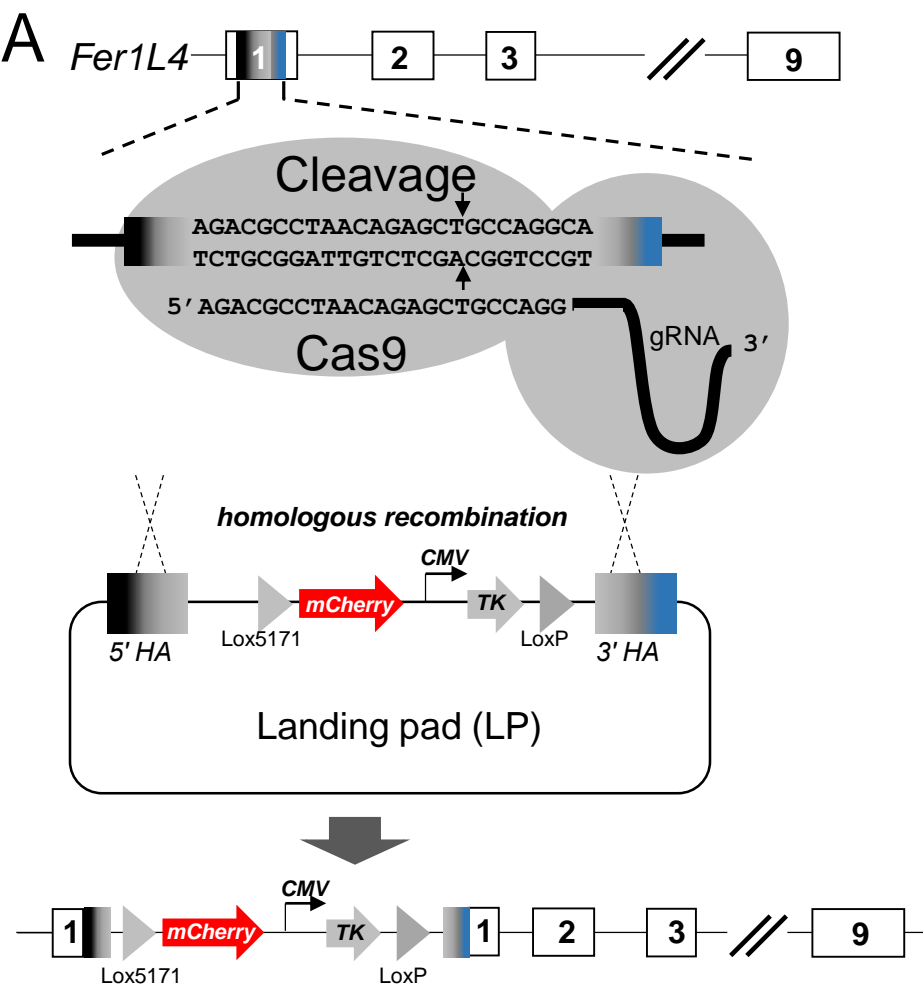 A
Fer1L4 1 2 3 9
Cleavage
AGACGCCTAACAGAGCTGCCAGGCA
TCTGCGGATTGTCTCGACGGTCCGT
5′AGACGCCTAACAGAGCTGCCAGG
gRNA 3′
Cas9
homologous recombination
CMV
mCherry TK
Lox5171 LoxP
5' HA 3' HA
Landing pad (LP)
CMV
1 mCherry TK 1 2 3 9
Lox5171 LoxP